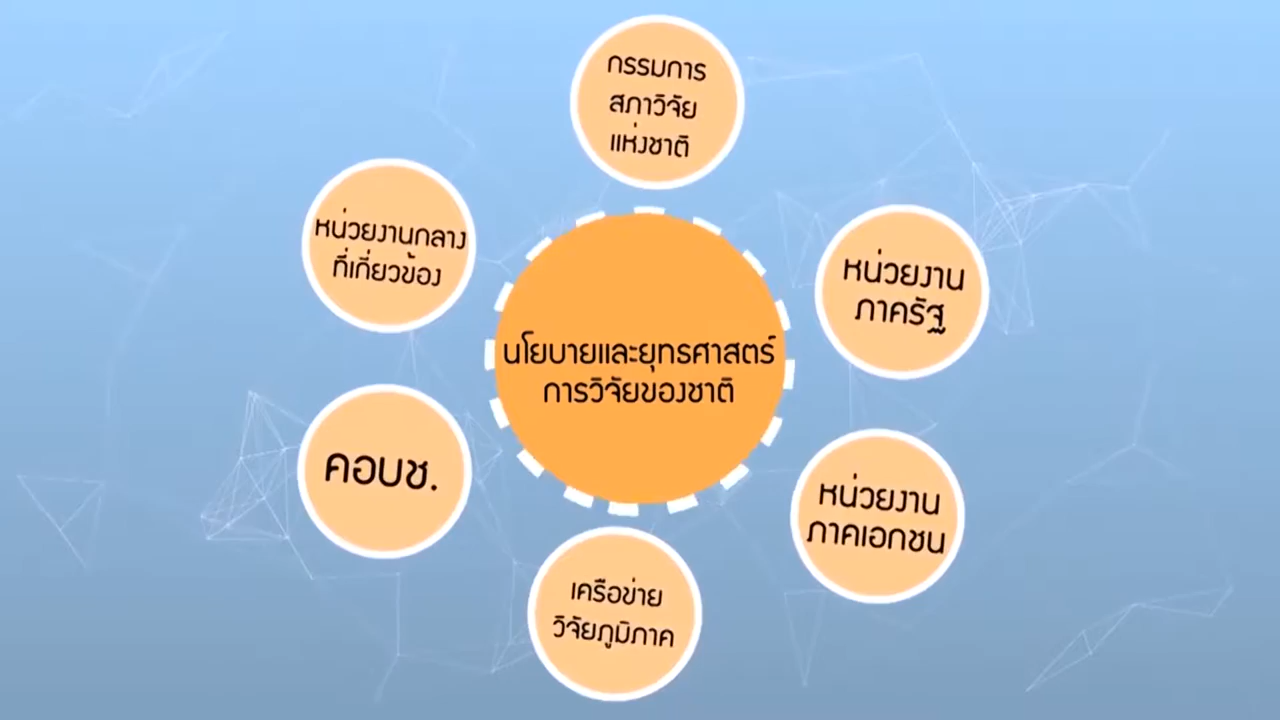 กรรมการ
สภาวิจัย
แห่งชาติ
หน่วยงานกลาง
ที่เกี่ยวข้อง
หน่วยงาน
ภาครัฐ
นโยบายและยุทธศาสตร์
การวิจัยของชาติ
คอบช.
หน่วยงาน
ภาคเอกชน
เครือข่าย
วิจัยภูมิภาค